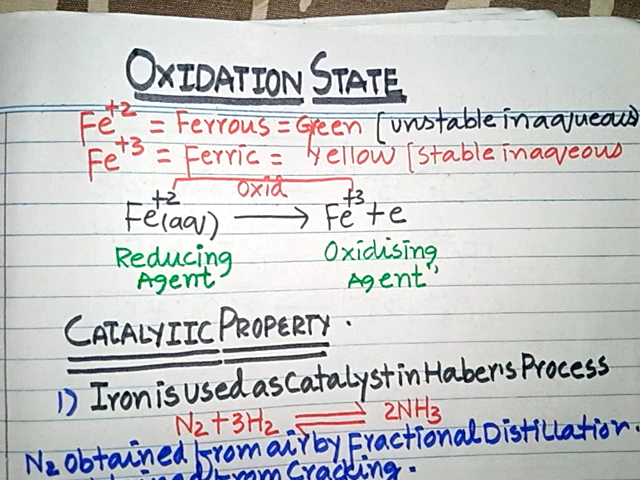 OXIDATION STATE
Fe+2 = Ferrous = Green [unstable in aqueous
Fe+3 = Ferric = Yellow [Stable in aqeous
oxid
Fe+2(aq) ⟶ Fe+3 + e
Reducing Agent Oxidising Agent
CATALYTIC PROPERTY.
1) Iron is used as Catalyst in Haber's Process
N2 + 3H2 ⇌ 2NH3
N2 obtained from air by Fractional Distillation.
from Cracking.